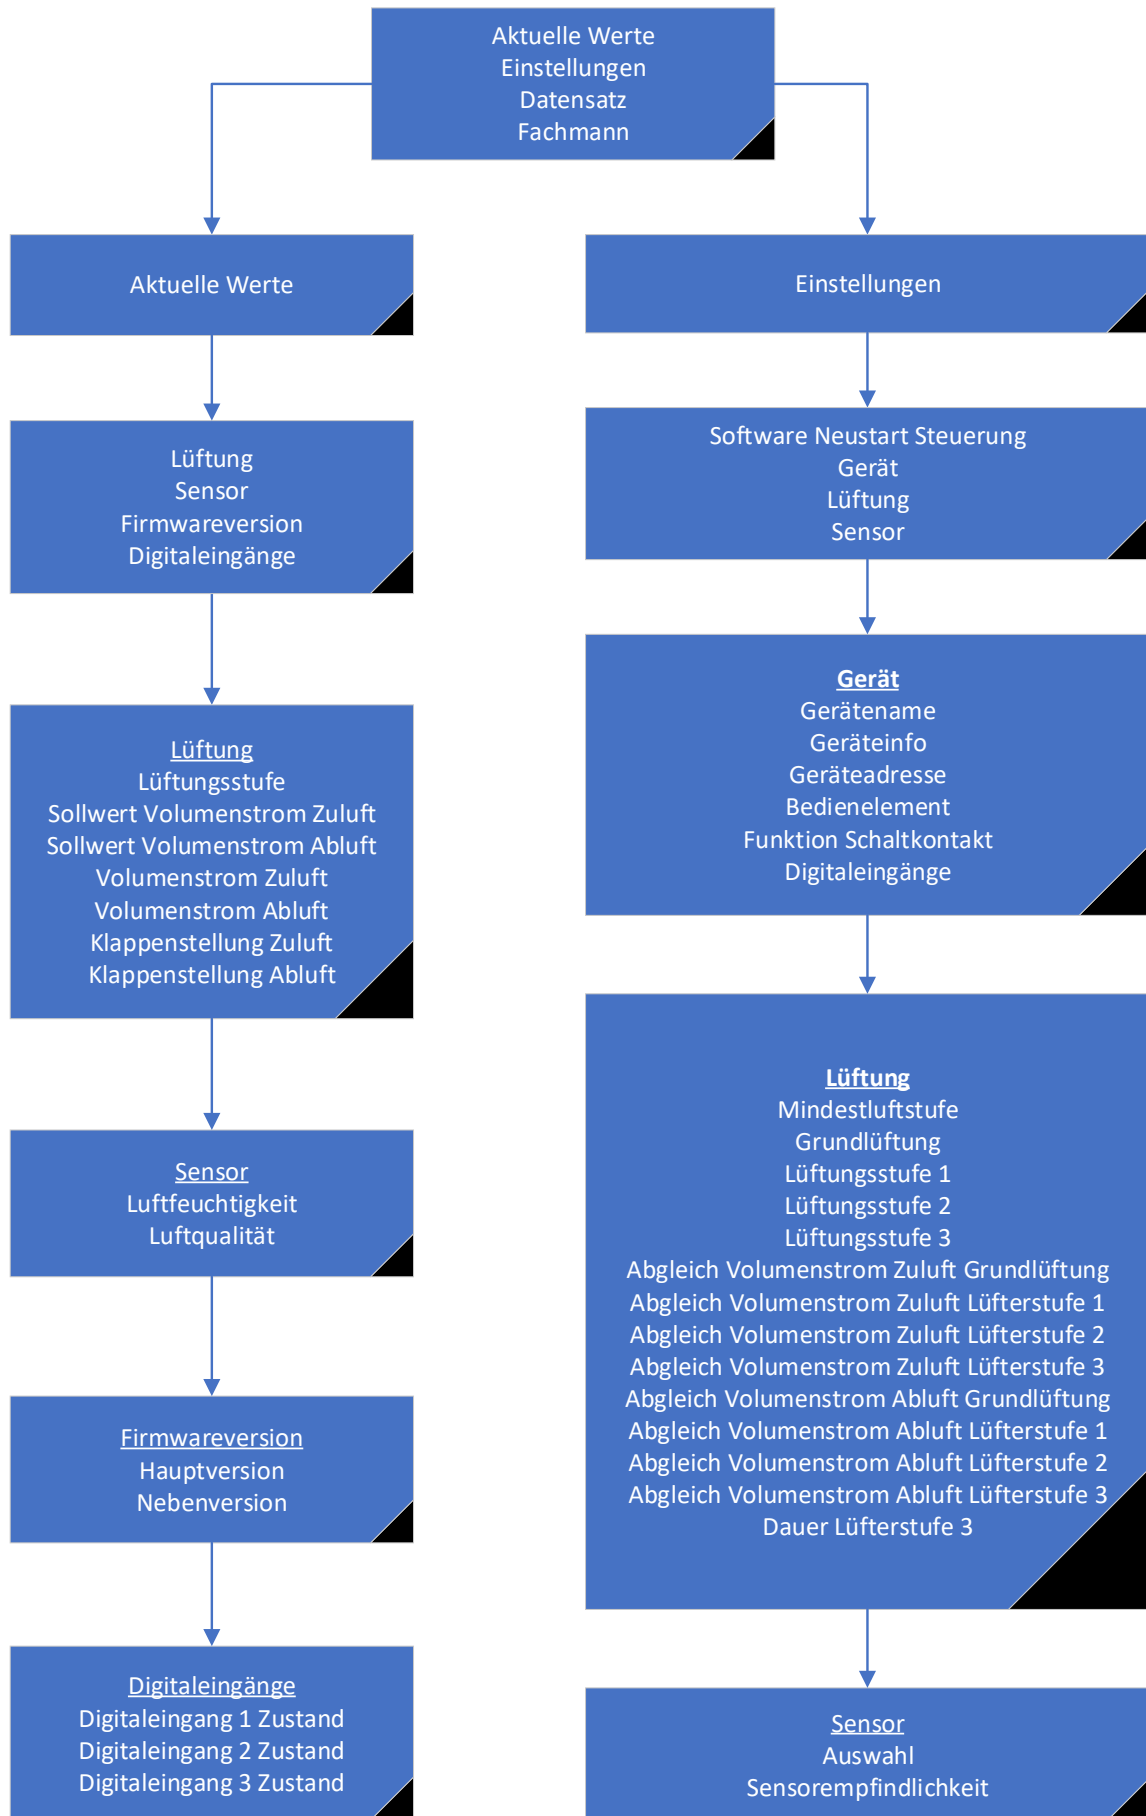 Aktuelle Werte
Einstellungen
Datensatz
Fachmann
Aktuelle Werte
Lüftung
Sensor
Firmwareversion
Digitaleingänge
Lüftung
Lüftungsstufe
Sollwert Volumenstrom Zuluft
Sollwert Volumenstrom Abluft
Volumenstrom Zuluft
Volumenstrom Abluft
Klappenstellung Zuluft
Klappenstellung Abluft
Sensor
Luftfeuchtigkeit
Luftqualität
Firmwareversion
Hauptversion
Nebenversion
Digitaleingänge
Digitaleingang 1 Zustand
Digitaleingang 2 Zustand
Digitaleingang 3 Zustand
Einstellungen
Software Neustart Steuerung
Gerät
Lüftung
Sensor
Gerät
Gerätename
Geräteinfo
Geräteadresse
Bedienelement
Funktion Schaltkontakt
Digitaleingänge
Lüftung
Mindestluftstufe
Grundlüftung
Lüftungsstufe 1
Lüftungsstufe 2
Lüftungsstufe 3
Abgleich Volumenstrom Zuluft Grundlüftung
Abgleich Volumenstrom Zuluft Lüfterstufe 1
Abgleich Volumenstrom Zuluft Lüfterstufe 2
Abgleich Volumenstrom Zuluft Lüfterstufe 3
Abgleich Volumenstrom Abluft Grundlüftung
Abgleich Volumenstrom Abluft Lüfterstufe 1
Abgleich Volumenstrom Abluft Lüfterstufe 2
Abgleich Volumenstrom Abluft Lüfterstufe 3
Dauer Lüfterstufe 3
Sensor
Auswahl
Sensorempfindlichkeit